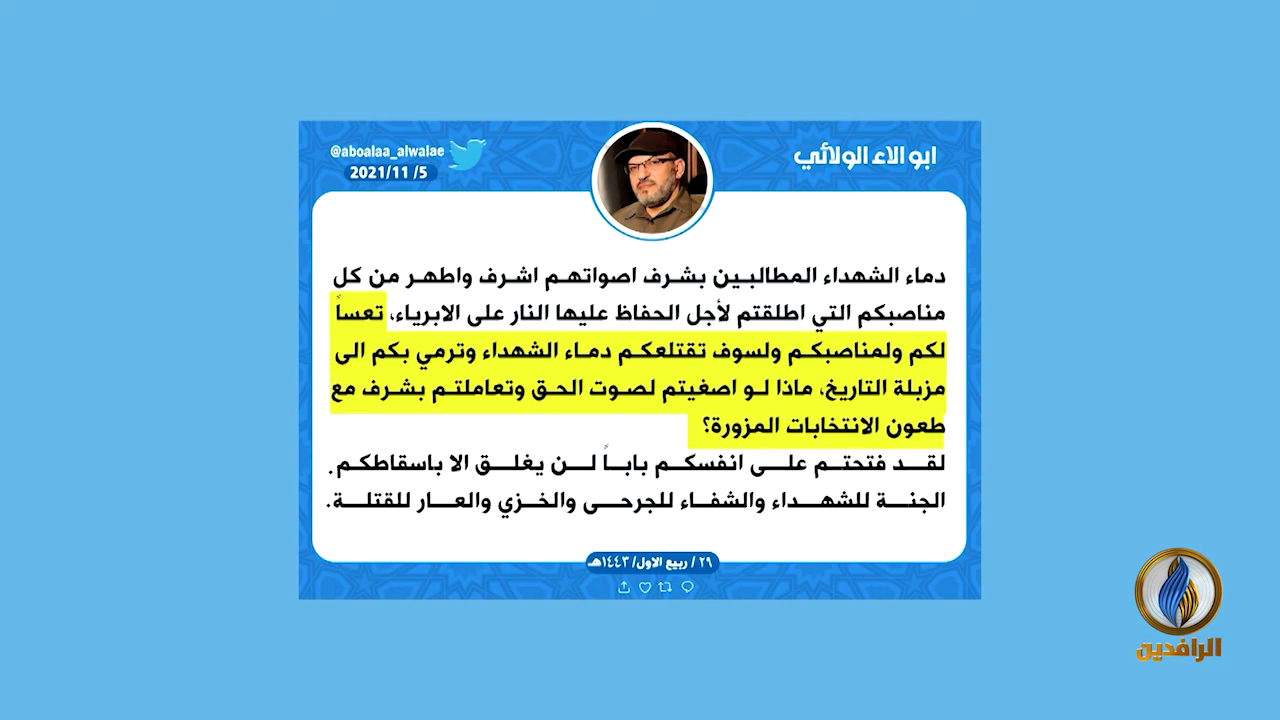 ابو الاء الولائي
@aboalaa_alwalae
2021/11 /5
دماء الشهداء المطالبين بشرف اصواتهم اشرف واطهر من كل
مناصبكم التي اطلقتم لأجل الحفاظ عليها النار على الابرياء، تعساً
لكم ولمناصبكم ولسوف تقتلعكم دماء الشهداء وترمي بكم الى
مزبلة التاريخ، ماذا لو اصغيتم لصوت الحق وتعاملتم بشرف مع
طعون الانتخابات المزورة؟
لقد فتحتم على انفسكم باباً لن يغلق الا باسقاطكم.
الجنة للشهداء والشفاء للجرحى والخزي والعار للقتلة.
٢٩ / ربيع الاول/ ١٤٤٣هـ
الرافدين